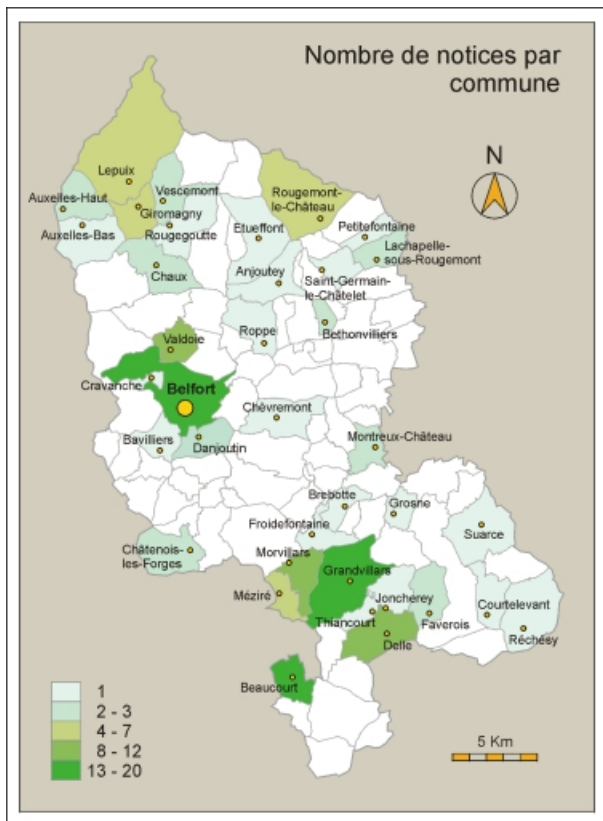 Nombre de notices par
commune
N
Lepuix
Auxelles-Haut
Vescemont
Rougemont-
le-Château
Giromagny
Auxelles-Bas
Rougegoutte
Etueffont
Petitefontaine
Lachapelle-
sous-Rougemont
Chaux
Anjoutey
Saint-Germain-
le-Châtelet
Roppe
Bethonvilliers
Valdoie
Cravanche
Belfort
Chèvremont
Bavilliers
Danjoutin
Montreux-Château
Brebotte
Grosne
Suarce
Froidefontaine
Châtenois-
les-Forges
Morvillars
Grandvillars
Méziré
Joncherey
Thiancourt
Faverois
Courtelevant
Delle
Réchésy
Beaucourt
1
2 - 3
4 - 7
8 - 12
13 - 20
5 Km